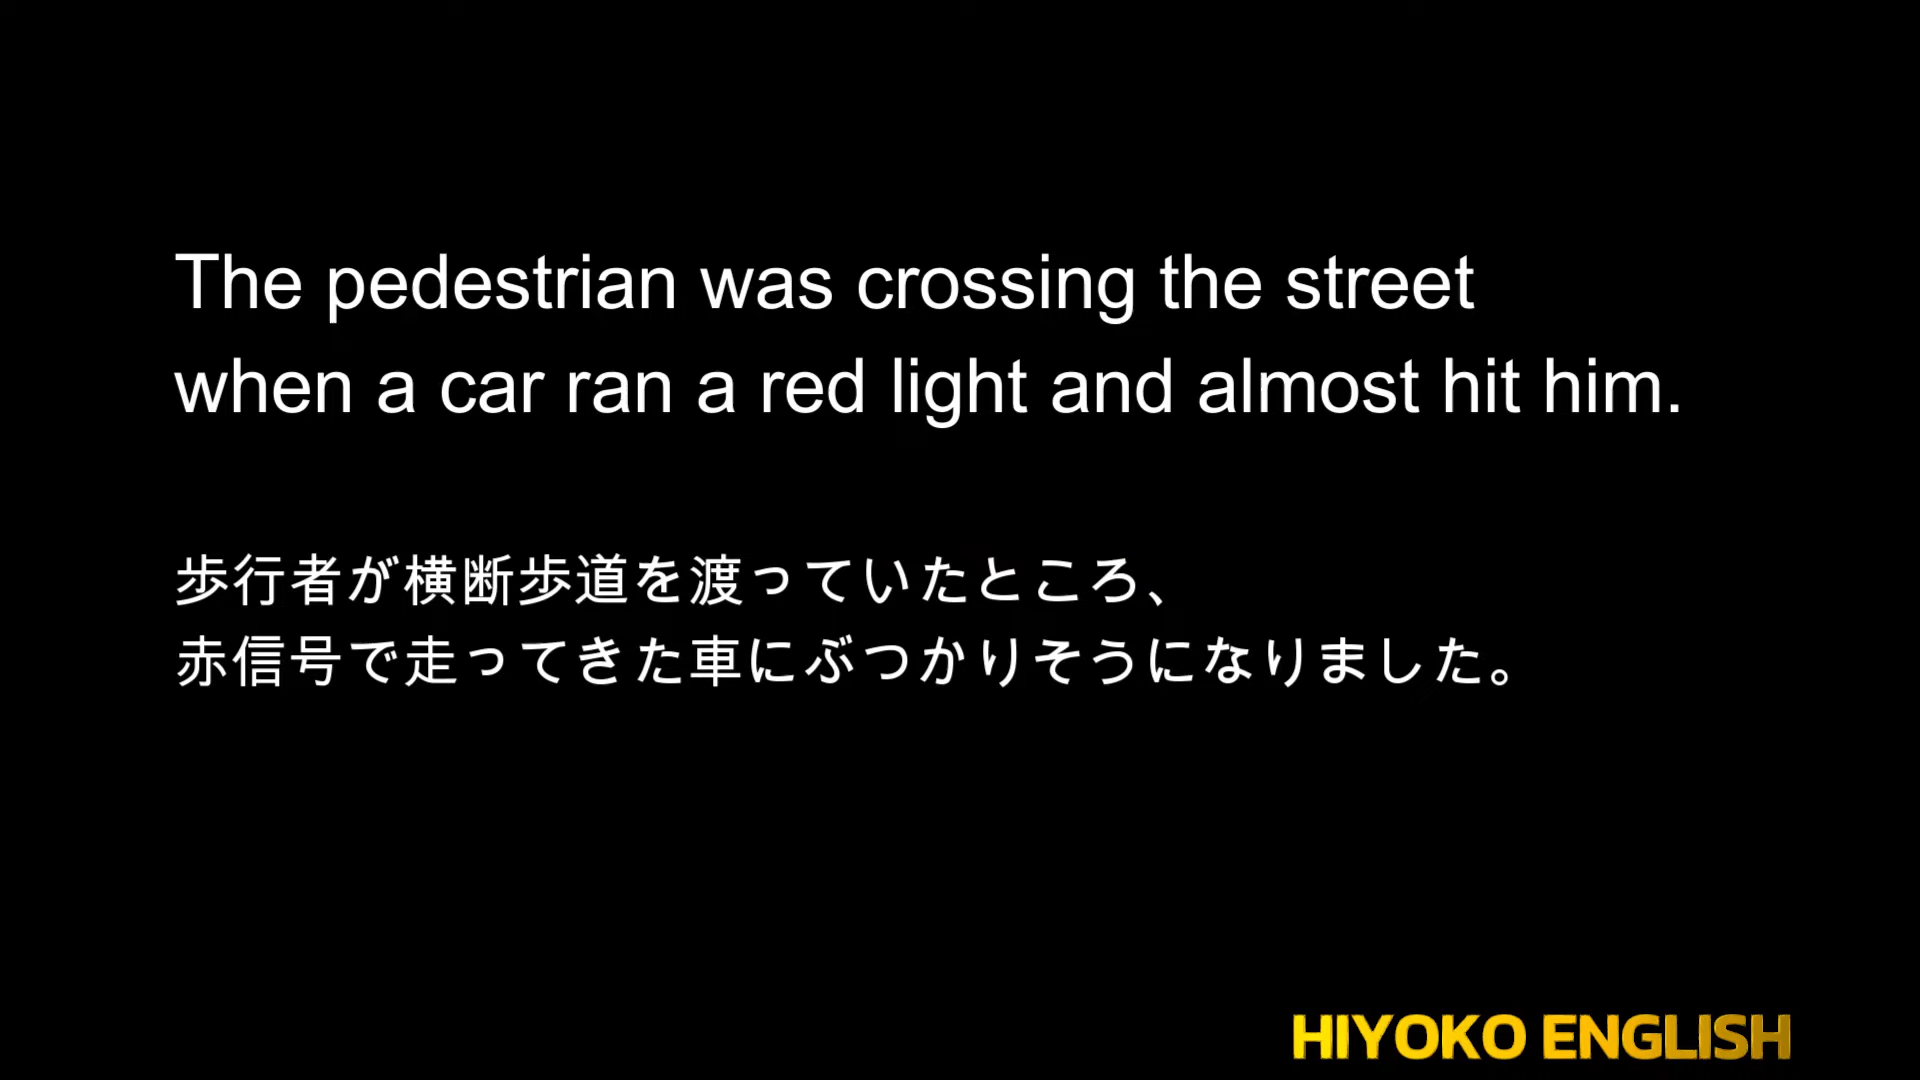 The pedestrian was crossing the street
when a car ran a red light and almost hit him.
歩行者が横断歩道を渡っていたところ、
赤信号で走ってきた車にぶつかりそうになりました。
HIYOKO ENGLISH